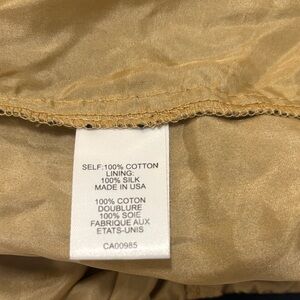 SELF:100% COTTON
LINING:
100% SILK
MADE IN USA
100% COTON
DOUBLURE
100% SOIE
FABRIQUE AUX
ETATS-UNIS
CA00985